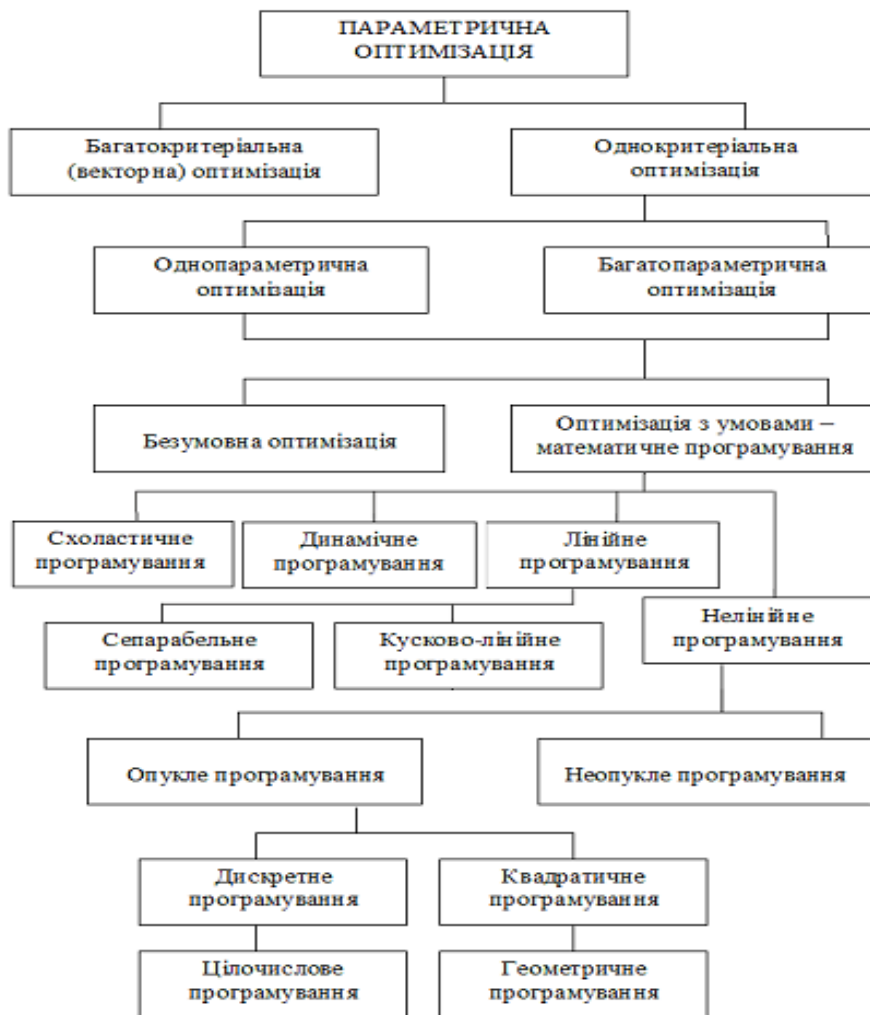 ПАРАМЕТРИЧНА
ОПТИМІЗАЦІЯ
Багатокритеріальна
(векторна) оптимізація
Однокритеріальна
оптимізація
Однопараметрична
оптимізація
Багатопараметрична
оптимізація
Безумовна оптимізація
Оптимізація з умовами –
математичне програмування
Схоластичне
програмування
Динамічне
програмування
Лінійне
програмування
Нелінійне
програмування
Сепарабельне
програмування
Кусково-лінійне
програмування
Опукле програмування
Неопукле програмування
Дискретне
програмування
Квадратичне
програмування
Цілочислове
програмування
Геометричне
програмування